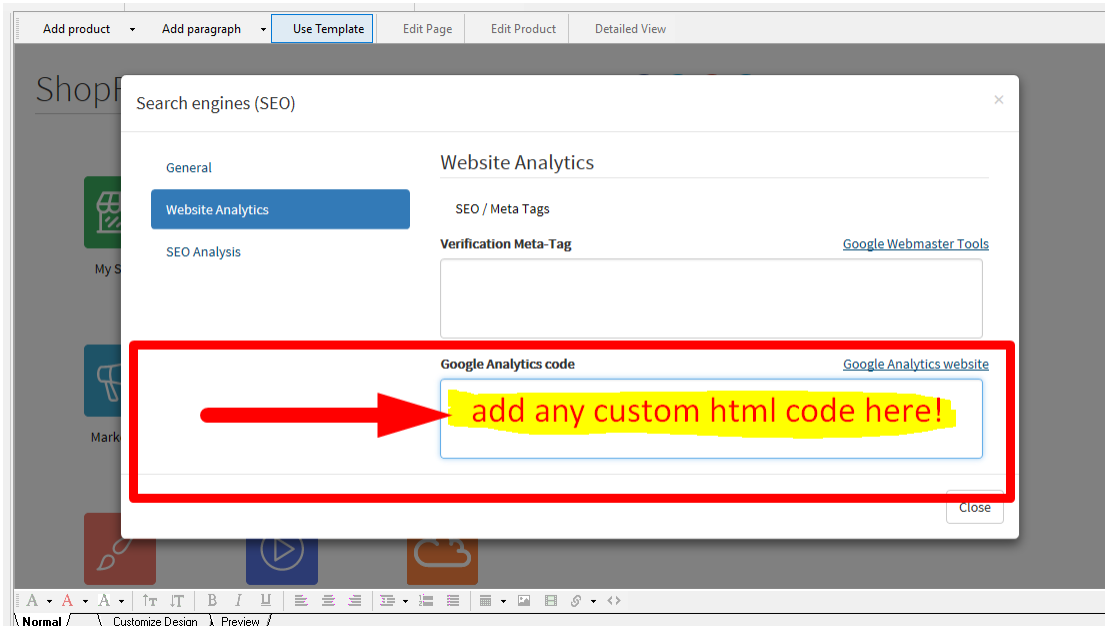 Add product
Add paragraph
Use Template
Edit Page
Edit Product
Detailed View
ShopF
Search engines (SEO)
×
General
Website Analytics
SEO Analysis
Website Analytics
SEO / Meta Tags
Verification Meta-Tag
Google Webmaster Tools
Google Analytics code
Google Analytics website
add any custom html code here!
Close
My S
Mark
B I U
Normal
Customize Design
Preview